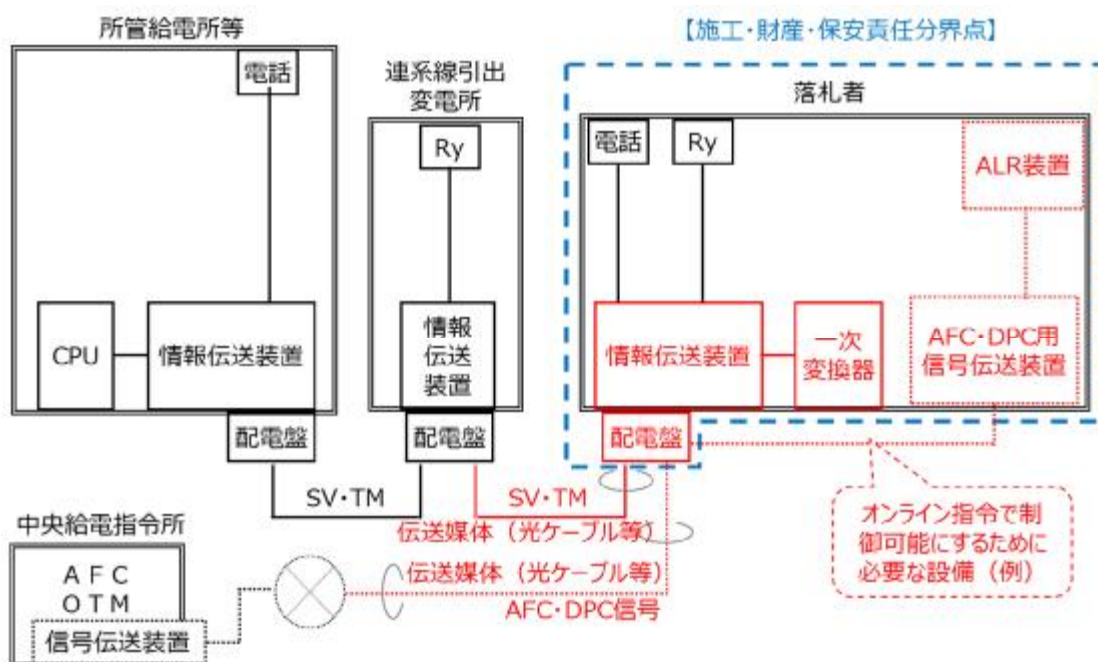 所管給電所等
電話
CPU
情報伝送装置
配電盤
連系線引出
変電所
Ry
情報
伝送
装置
配電盤
【施工・財産・保安責任分界点】
落札者
電話
Ry
ALR装置
情報伝送装置
一次
変換器
AFC・DPC用
信号伝送装置
配電盤
SV・TM
SV・TM
伝送媒体（光ケーブル等）
オンライン指令で制
御可能にするために
必要な設備（例）
中央給電指令所
ＡＦＣ
ＯＴＭ
信号伝送装置
伝送媒体（光ケーブル等）
AFC・DPC信号